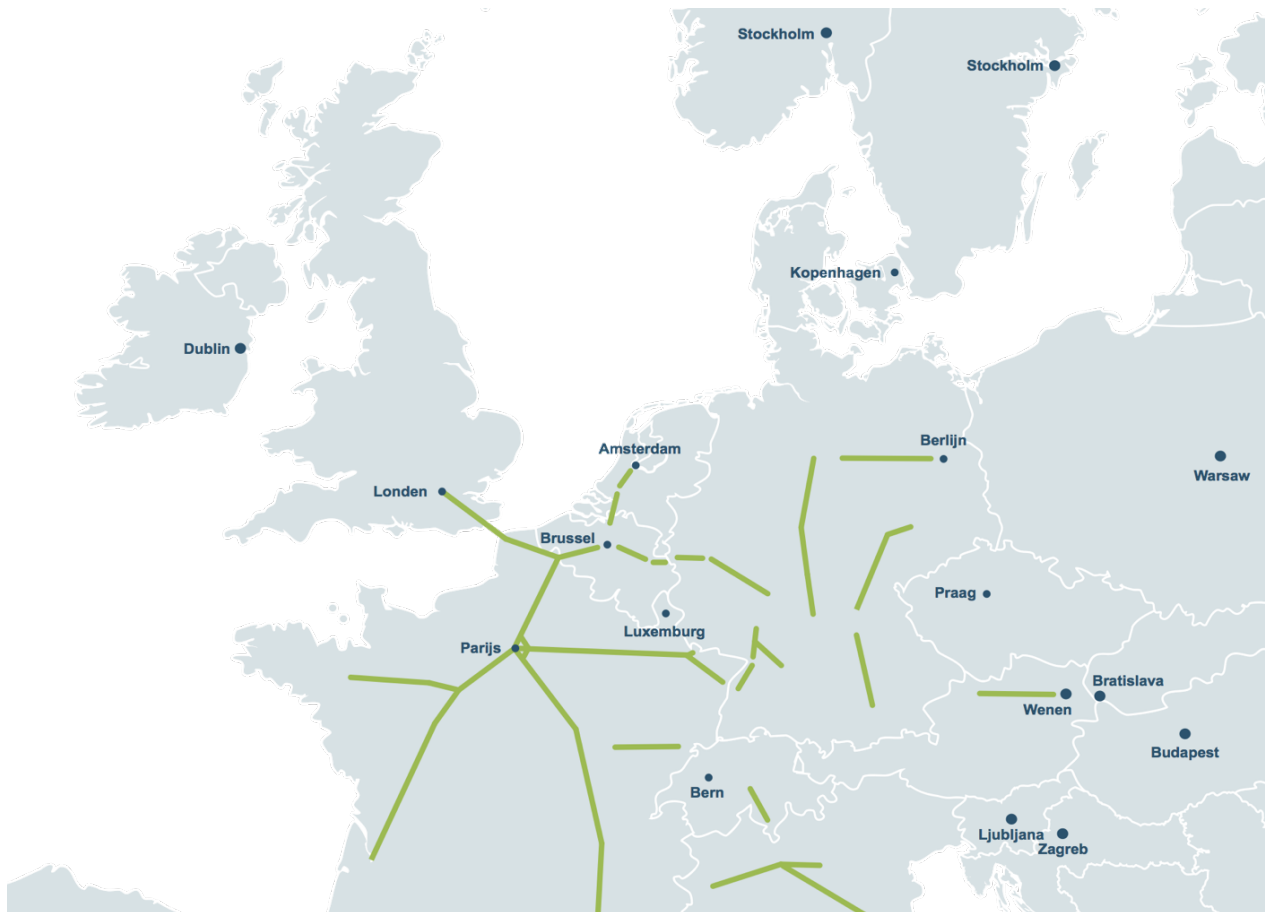 Stockholm
Stockholm
Kopenhagen
Dublin
Amsterdam
Berlijn
Warsaw
Londen
Brussel
Praag
Luxemburg
Parijs
Bratislava
Wenen
Budapest
Bern
Ljubljana
Zagreb